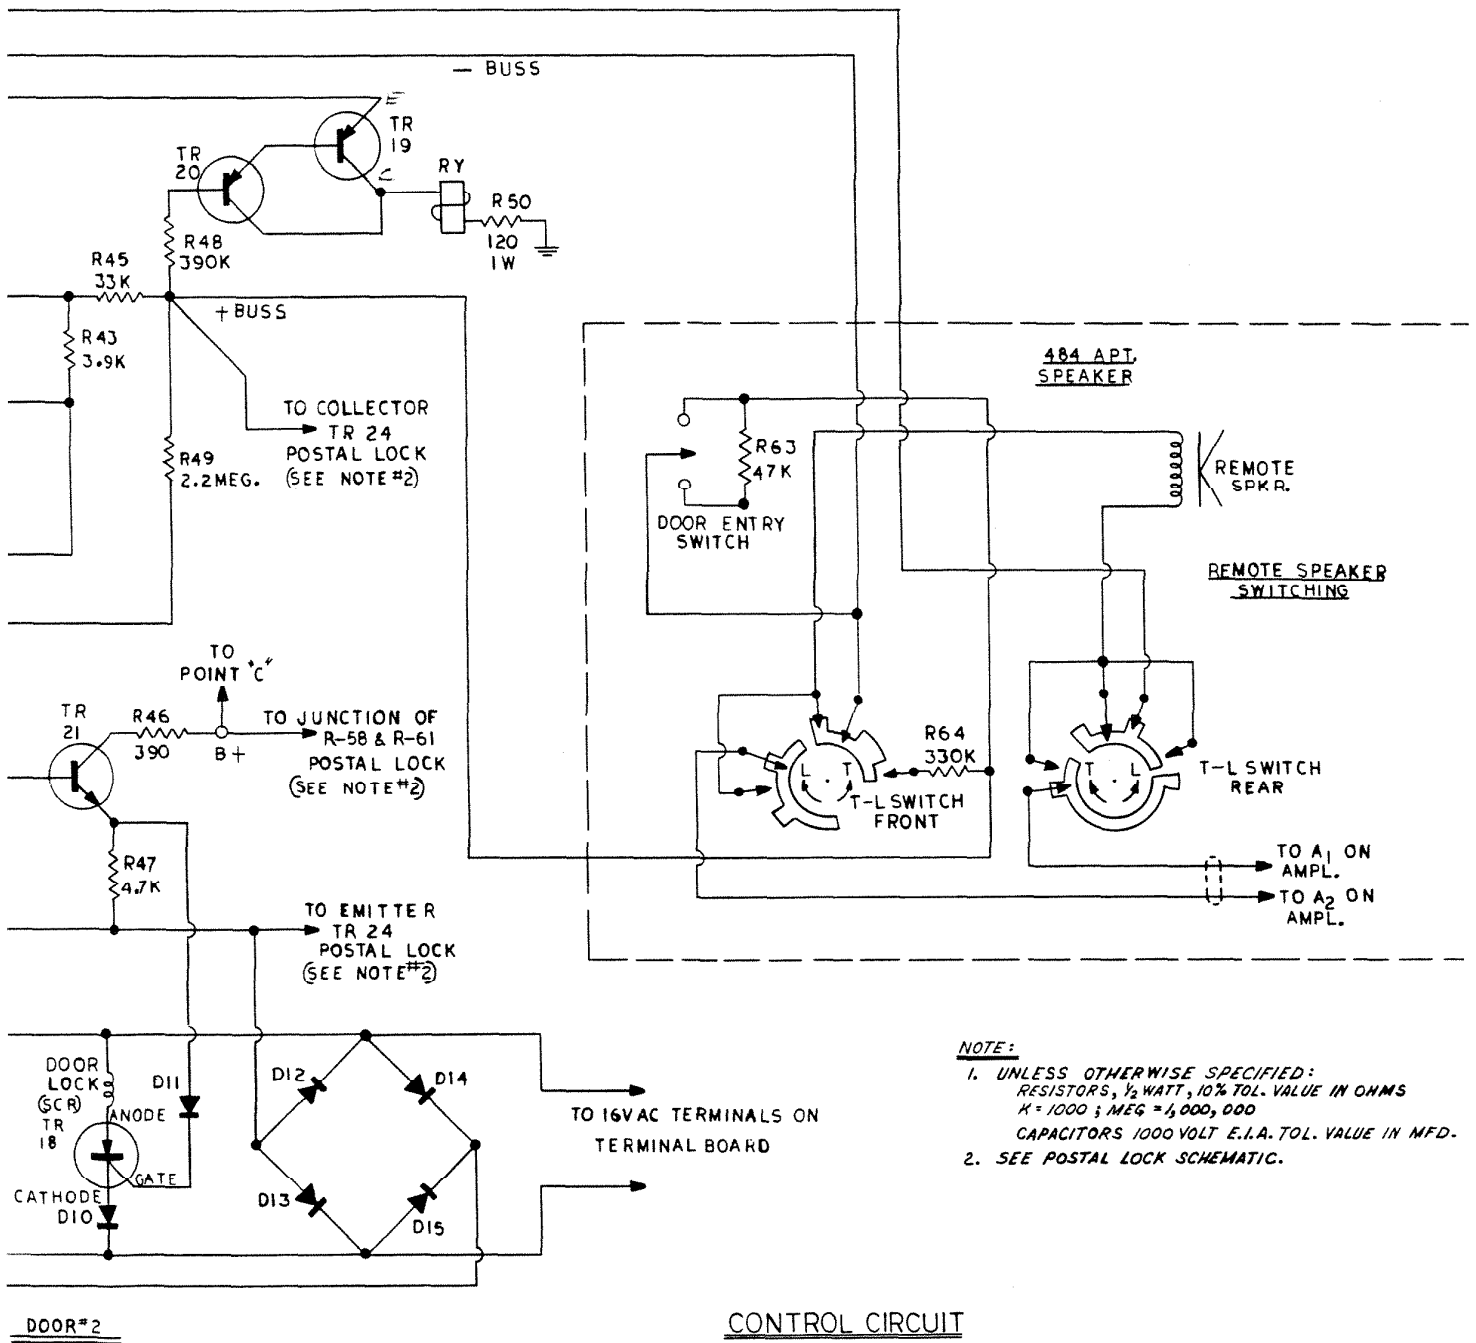 — BUSS
E
TR
19
TR
20
C
RY
R50
120
1W
R48
390K
R45
33K
+BUSS
R43
3.9K
484 APT.
SPEAKER
TO COLLECTOR
TR 24
POSTAL LOCK
(SEE NOTE #2)
R49
2.2MEG.
R63
47K
DOOR ENTRY
SWITCH
REMOTE
SPKR.
REMOTE SPEAKER
SWITCHING
TO
POINT "C"
TR
21
R46
390
B+
TO JUNCTION OF
R-58 & R-61
POSTAL LOCK
(SEE NOTE #2)
R64
330K
L T
T-L SWITCH
FRONT
T L
T-L SWITCH
REAR
R47
4.7K
TO A1 ON
AMPL.
TO A2 ON
AMPL.
TO EMITTER
TR 24
POSTAL LOCK
(SEE NOTE #2)
DOOR
LOCK
(SCR)
TR
18
ANODE
D11
GATE
CATHODE
D10
D12
D14
D13
D15
TO 16VAC TERMINALS ON
TERMINAL BOARD
NOTE:
1. UNLESS OTHERWISE SPECIFIED:
RESISTORS, ½ WATT, 10% TOL. VALUE IN OHMS
K = 1000 ; MEG = 1,000,000
CAPACITORS 1000 VOLT E.I.A. TOL. VALUE IN MFD.
2. SEE POSTAL LOCK SCHEMATIC.
DOOR #2
CONTROL CIRCUIT